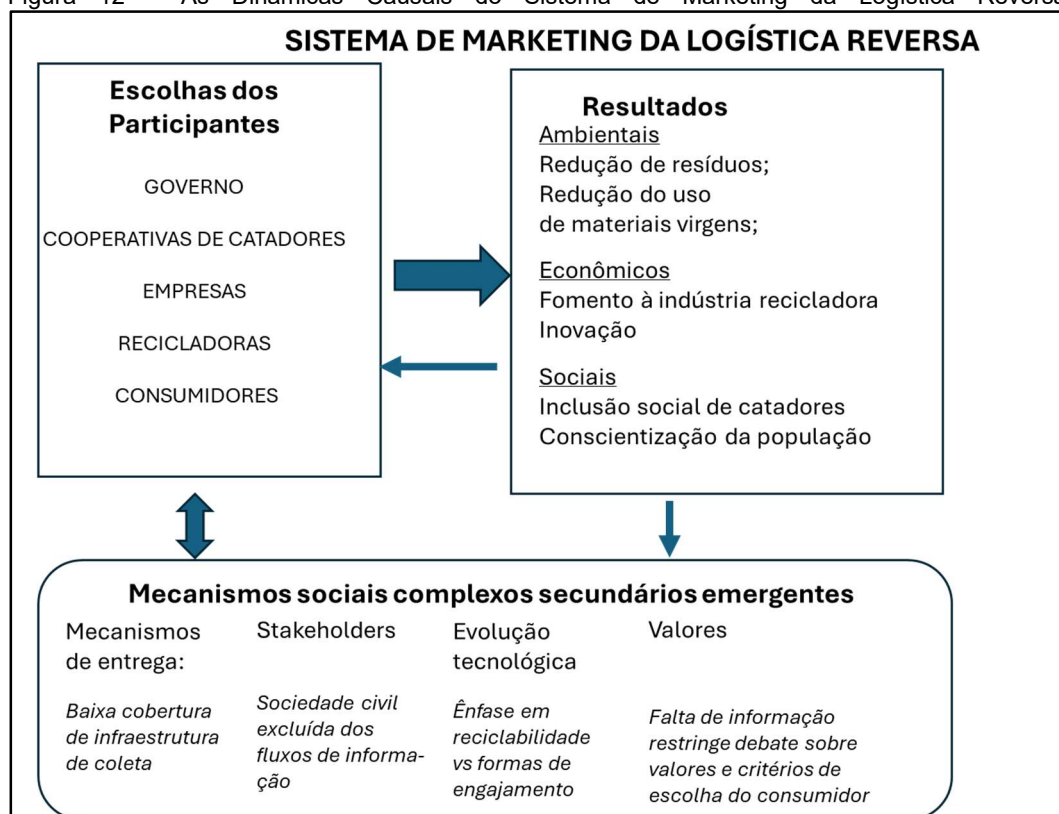 Figura 12 – As Dinâmicas Causais do Sistema de Marketing da Logística Reversa
SISTEMA DE MARKETING DA LOGÍSTICA REVERSA
Escolhas dos
Participantes
GOVERNO
COOPERATIVAS DE CATADORES
EMPRESAS
RECICLADORAS
CONSUMIDORES
Resultados
Ambientais
Redução de resíduos;
Redução do uso
de materiais virgens;
Econômicos
Fomento à indústria recicladora
Inovação
Sociais
Inclusão social de catadores
Conscientização da população
Mecanismos sociais complexos secundários emergentes
Mecanismos
de entrega:
Baixa cobertura
de infraestrutura
de coleta
Stakeholders
Sociedade civil
excluída dos
fluxos de informa-
ção
Evolução
tecnológica
Ênfase em
reciclabilidade
vs formas de
engajamento
Valores
Falta de informação
restringe debate sobre
valores e critérios de
escolha do consumidor